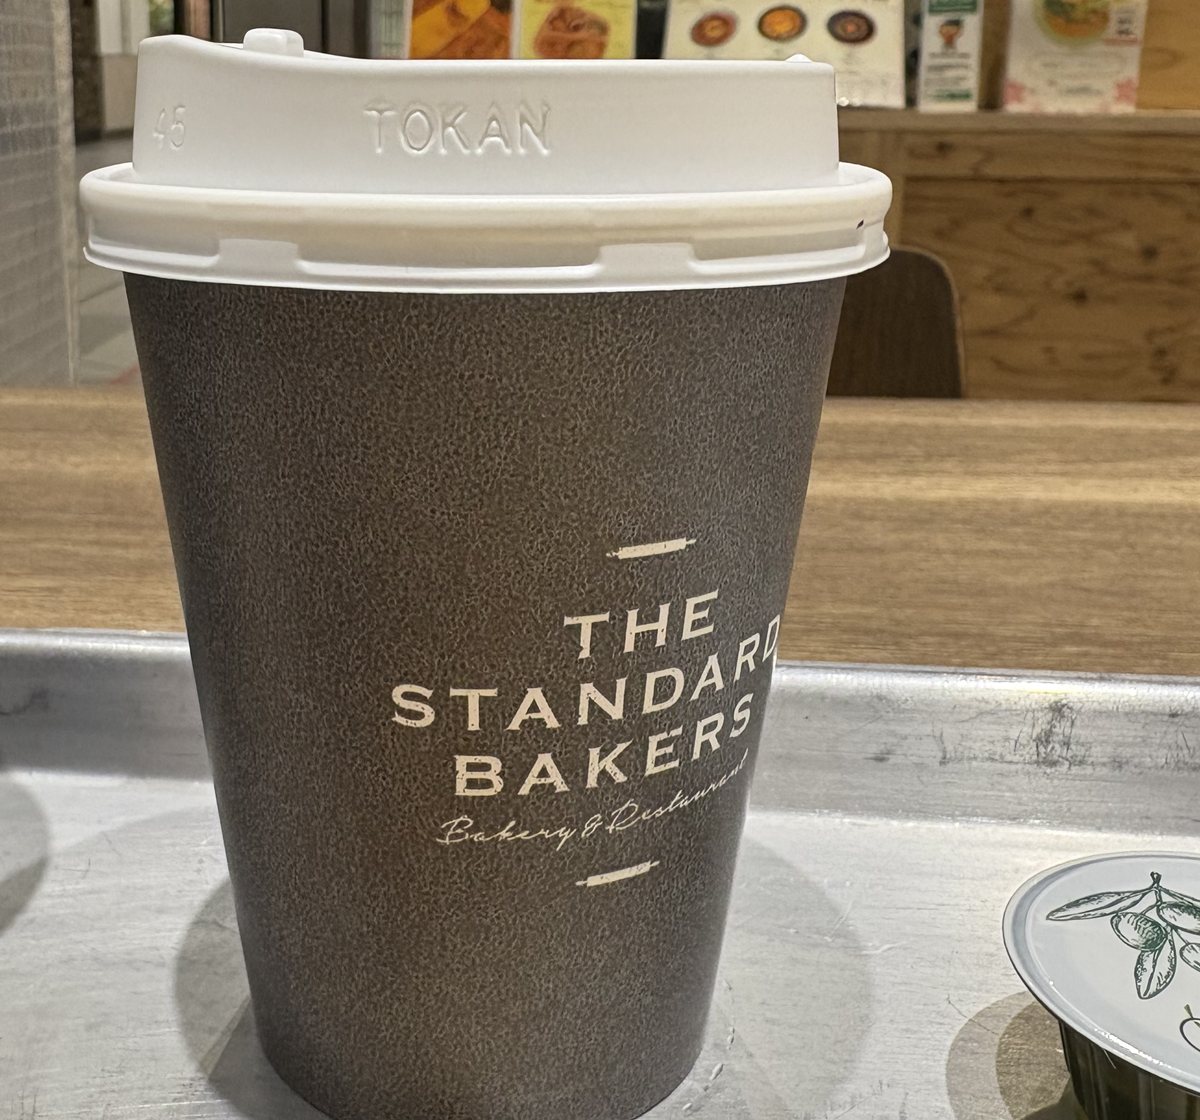 45 TOKAN
THE
STANDARD
BAKERS
Bakery & Restaurant